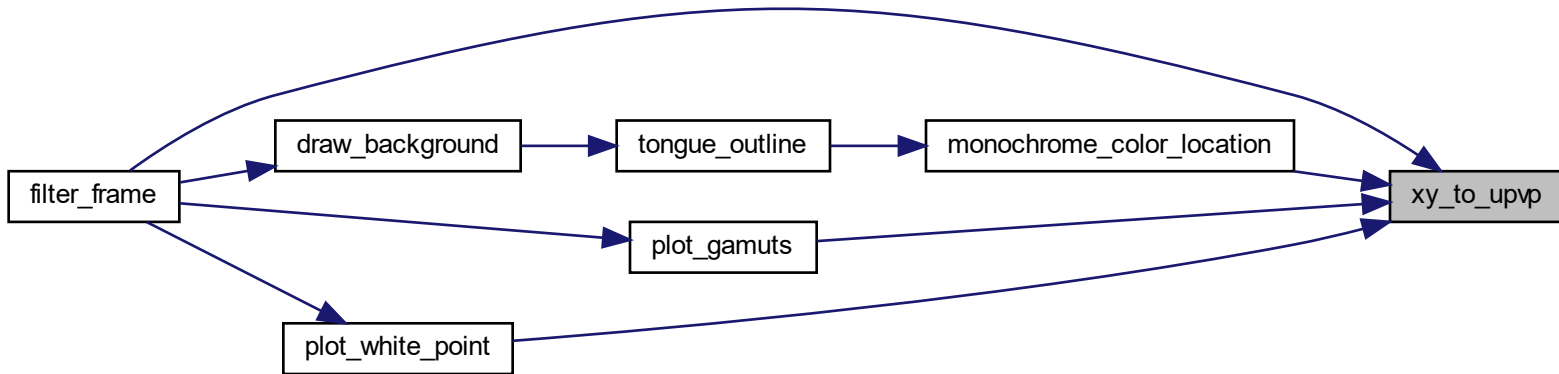 draw_background
tongue_outline
monochrome_color_location
filter_frame
xy_to_upvp
plot_gamuts
plot_white_point